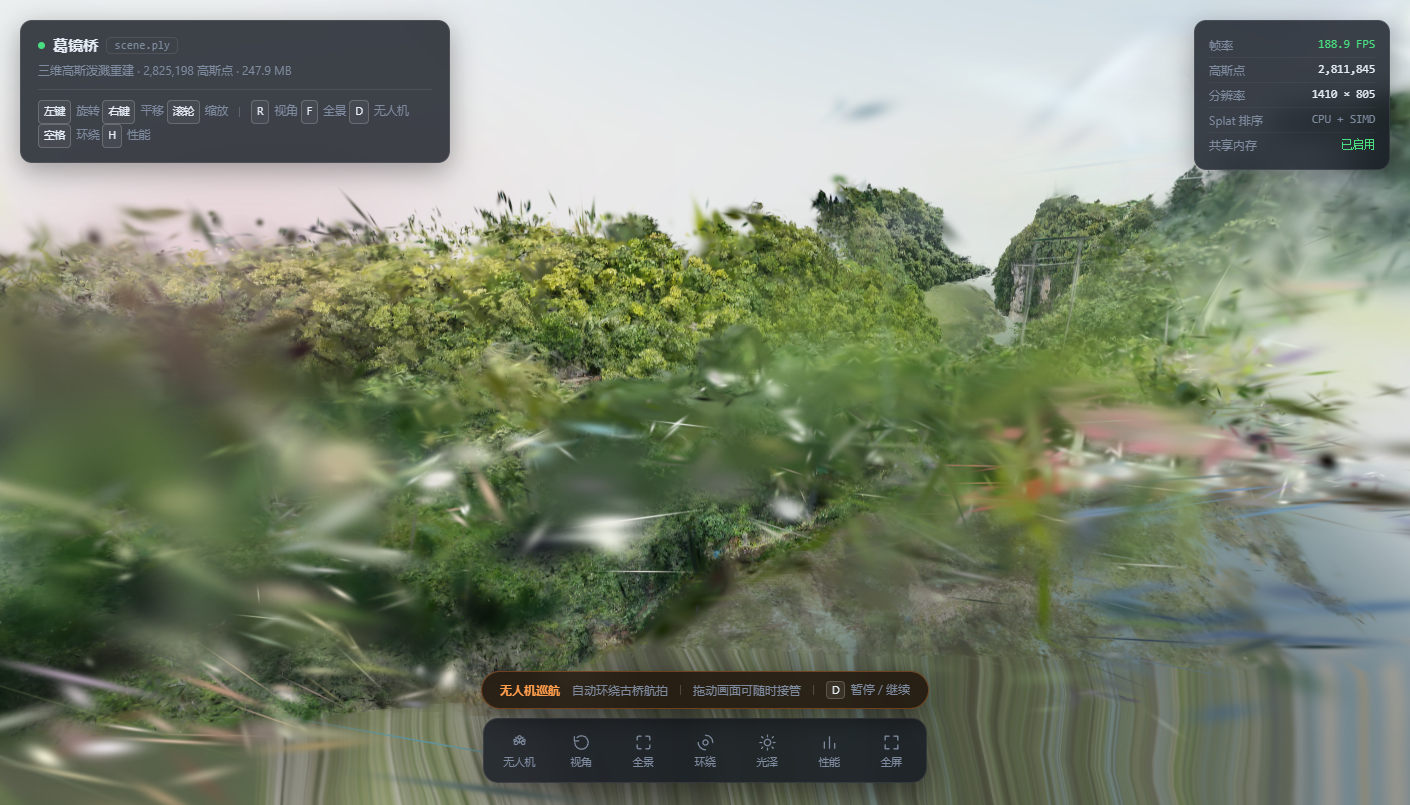 葛镜桥 scene.ply
三维高斯泼溅重建 · 2,825,198 高斯点 · 247.9 MB
左键 旋转 右键 平移 滚轮 缩放 | R 视角 F 全景 D 无人机
空格 环绕 H 性能
帧率 188.9 FPS
高斯点 2,811,845
分辨率 1410 × 805
Splat 排序 CPU + SIMD
共享内存 已启用
无人机巡航 自动环绕古桥航拍 | 拖动画面可随时接管 | D 暂停 / 继续
无人机 视角 全景 环绕 光泽 性能 全屏